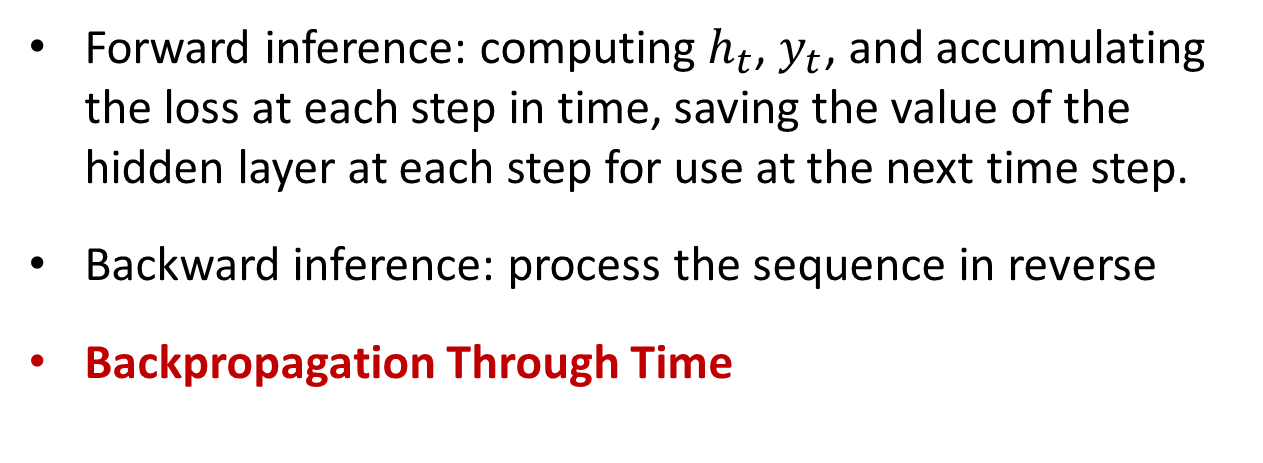 • Forward inference: computing $h_t$, $y_t$, and accumulating
the loss at each step in time, saving the value of the
hidden layer at each step for use at the next time step.
• Backward inference: process the sequence in reverse
• Backpropagation Through Time